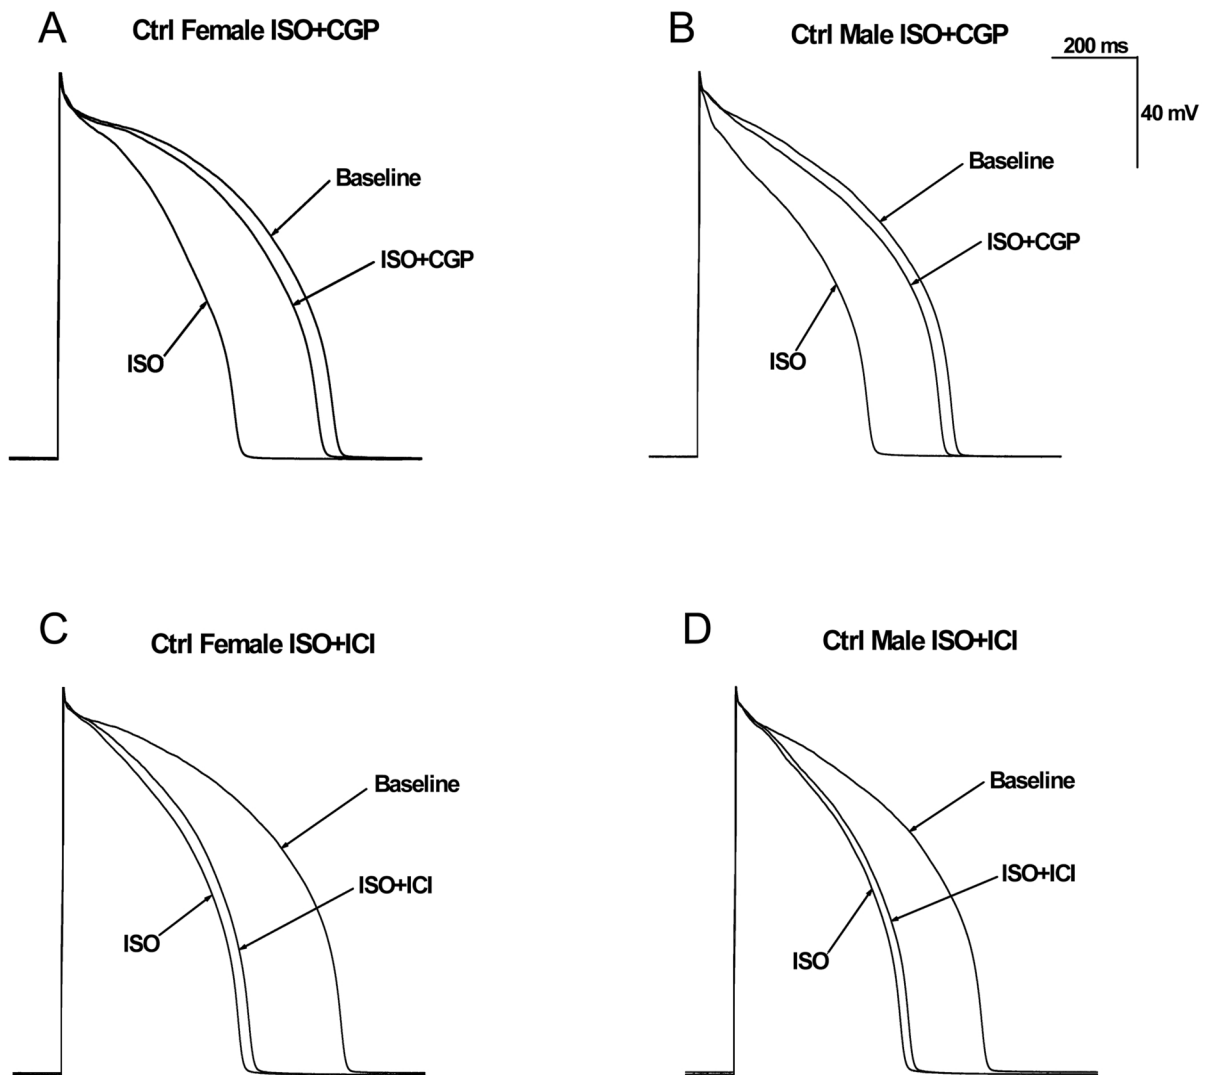 A
Ctrl Female ISO+CGP
Baseline
ISO+CGP
ISO
B
Ctrl Male ISO+CGP
200 ms
40 mV
Baseline
ISO+CGP
ISO
C
Ctrl Female ISO+ICI
Baseline
ISO+ICI
ISO
D
Ctrl Male ISO+ICI
Baseline
ISO+ICI
ISO